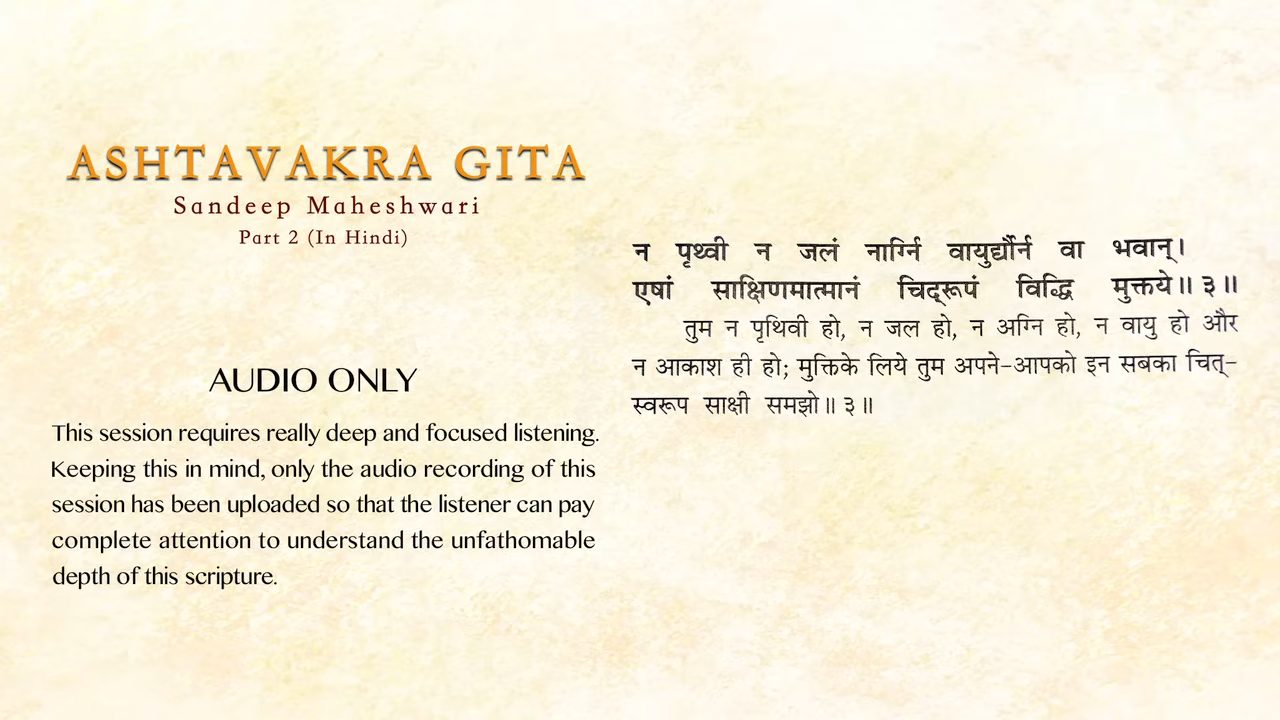 ASHTAVAKRA GITA
Sandeep Maheshwari
Part 2 (In Hindi)
AUDIO ONLY
This session requires really deep and focused listening.
Keeping this in mind, only the audio recording of this
session has been uploaded so that the listener can pay
complete attention to understand the unfathomable
depth of this scripture.
न पृथ्वी न जलं नाग्निर्न वायुर्द्यौर्न वा भवान्।
एषां साक्षिणमात्मानं चिद्रूपं विद्धि मुक्तये॥ ३॥
तुम न पृथिवी हो, न जल हो, न अग्नि हो, न वायु हो और
न आकाश ही हो; मुक्तिके लिये तुम अपने-आपको इन सबका चित्-
स्वरूप साक्षी समझो॥ ३॥